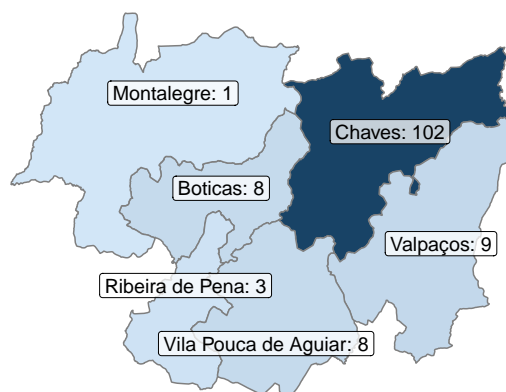 Montalegre: 1
Chaves: 102
Boticas: 8
Valpaços: 9
Ribeira de Pena: 3
Vila Pouca de Aguiar: 8